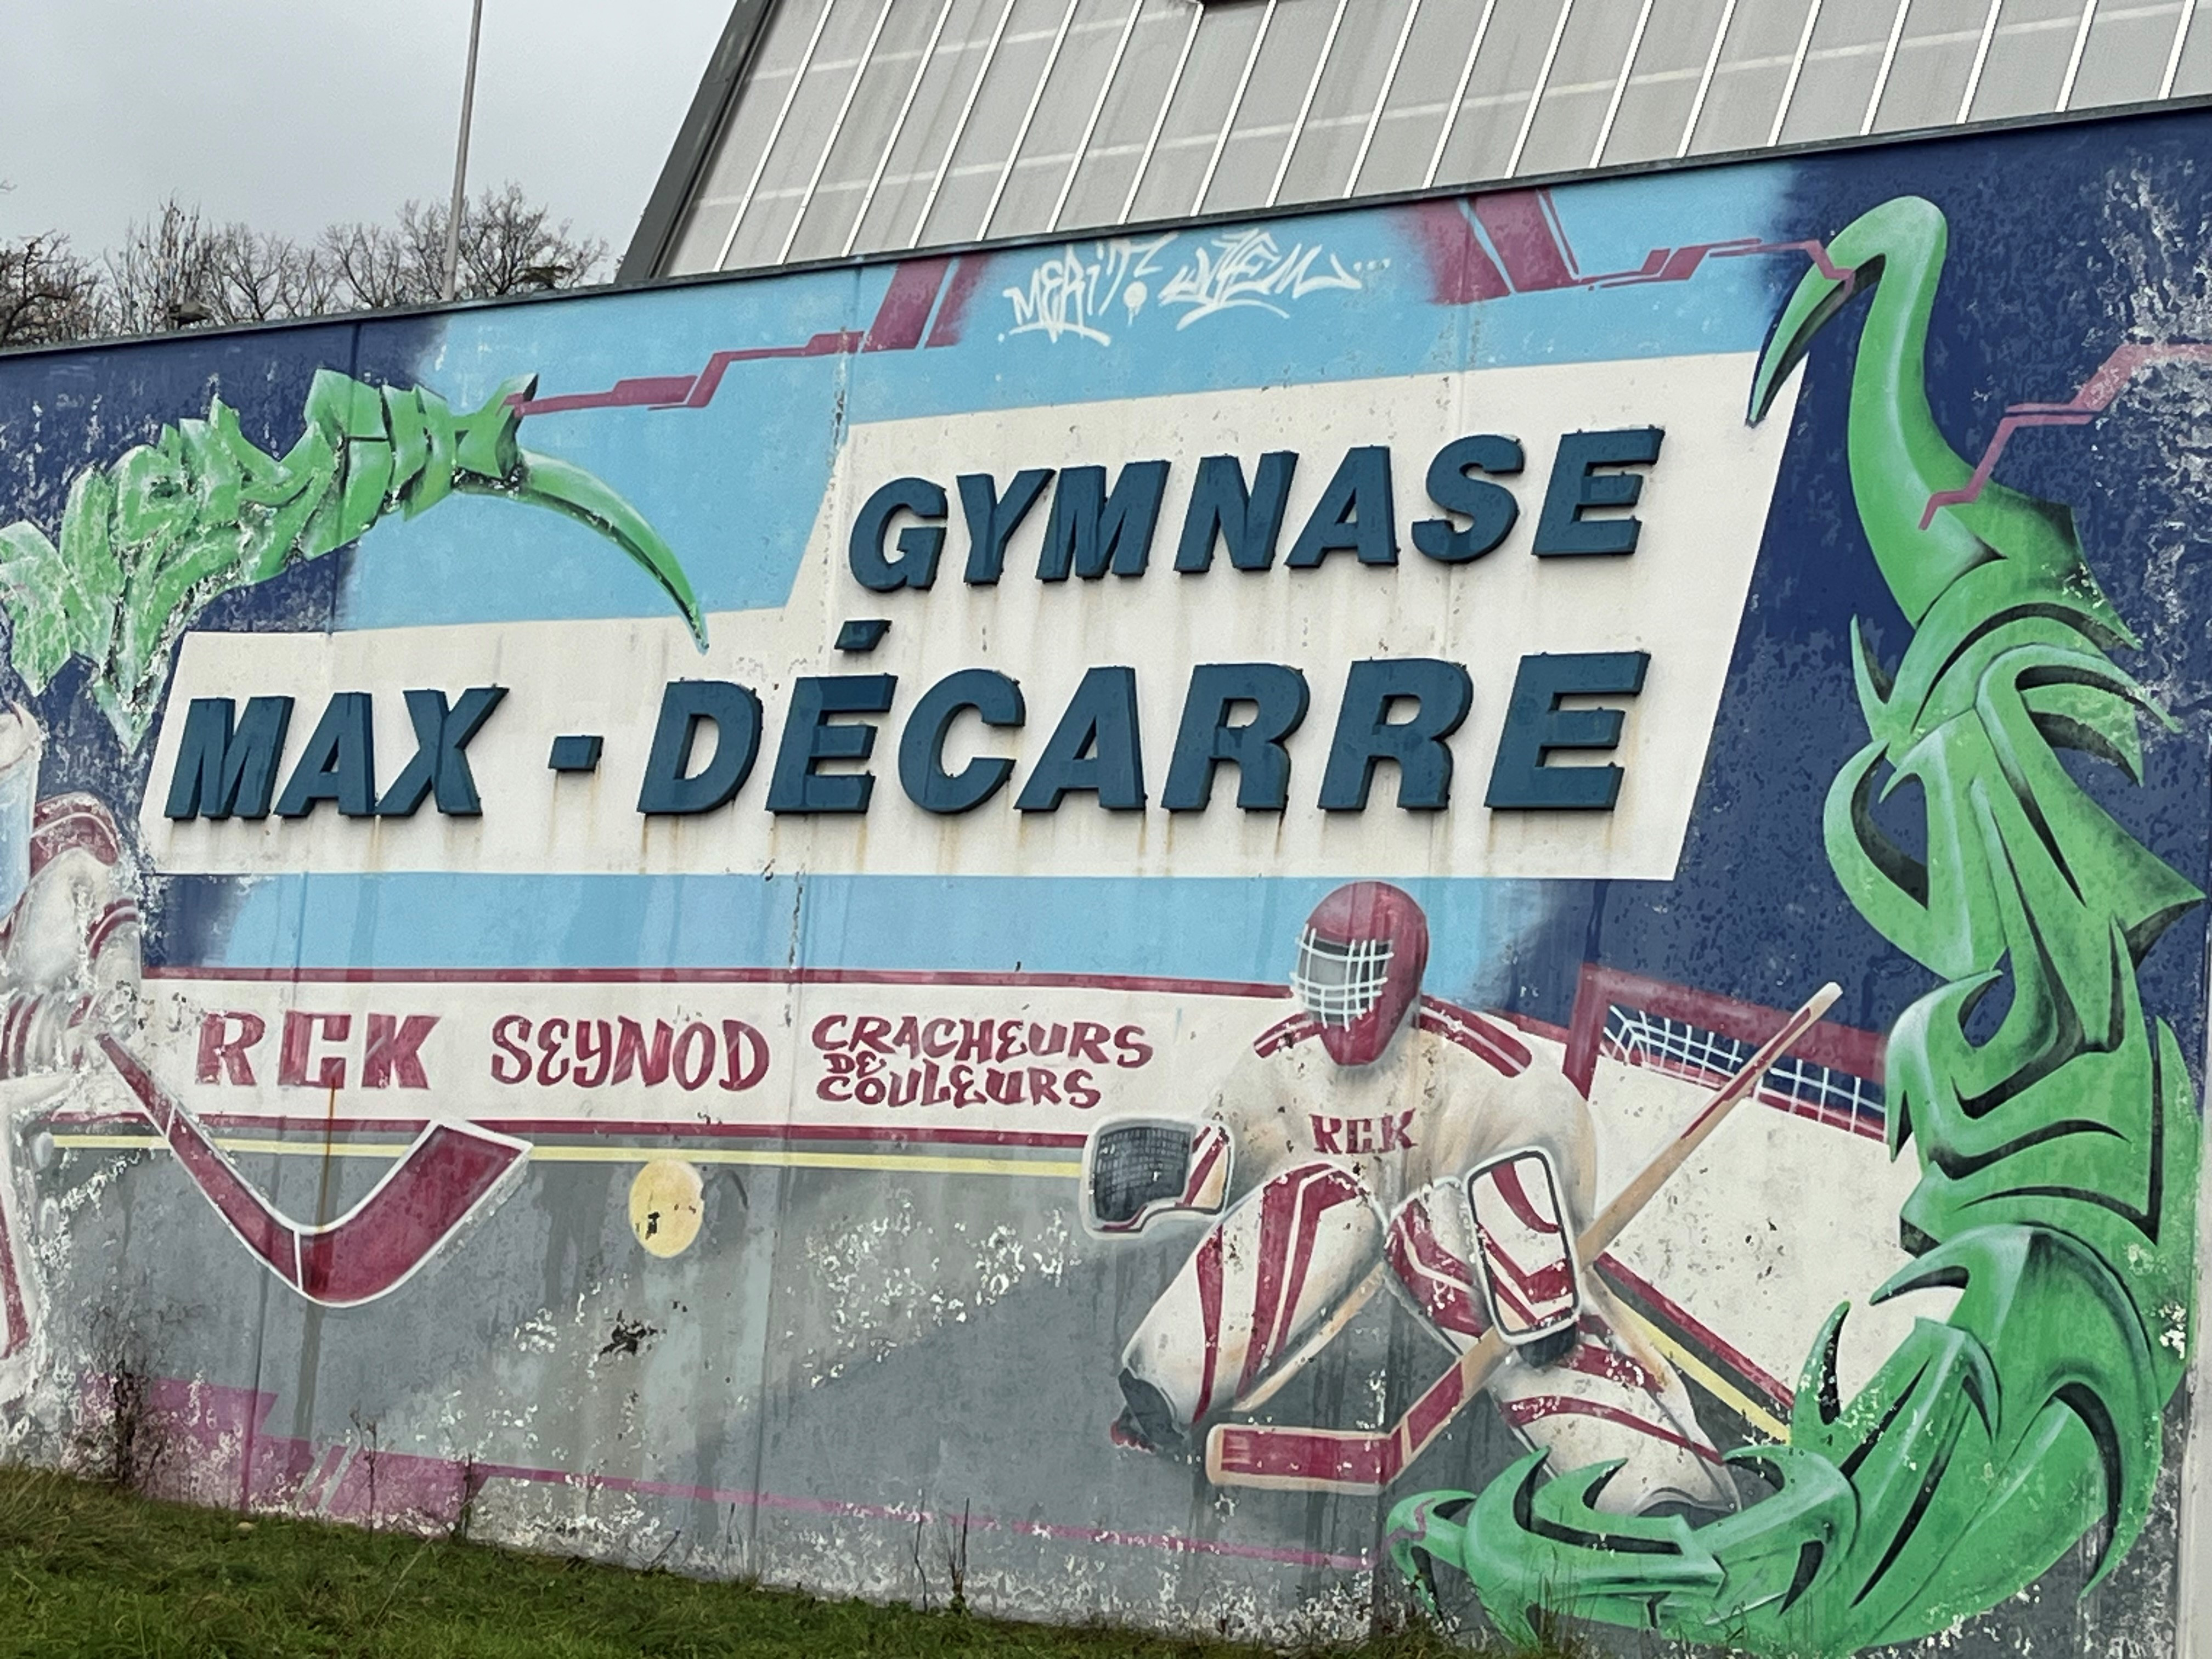 GYMNASE
MAX - DÉCARRE
RCK SEYNOD CRACHEURS
DE
COULEURS
RCK